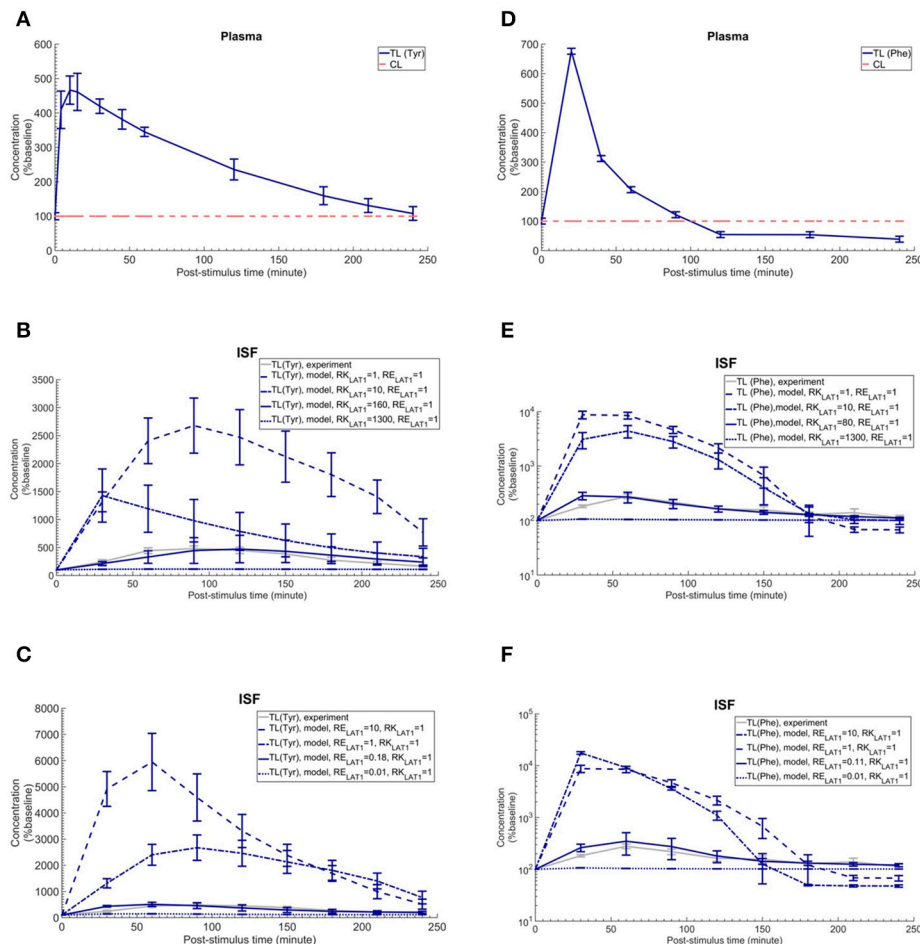 A
Plasma
TL (Tyr)
CL
Concentration
(%baseline)
600
500
400
300
200
100
0
0 50 100 150 200 250
Post-stimulus time (minute)
D
Plasma
TL (Phe)
CL
Concentration
(%baseline)
700
600
500
400
300
200
100
0
0 50 100 150 200 250
Post-stimulus time (minute)
B
ISF
TL(Tyr), experiment
TL(Tyr), model, RK_LAT1=1, RE_LAT1=1
TL(Tyr), model, RK_LAT1=10, RE_LAT1=1
TL(Tyr), model, RK_LAT1=160, RE_LAT1=1
TL(Tyr), model, RK_LAT1=1300, RE_LAT1=1
Concentration
(%baseline)
3500
3000
2500
2000
1500
1000
500
0
0 50 100 150 200 250
Post-stimulus time (minute)
E
ISF
TL (Phe), experiment
TL (Phe), model, RK_LAT1=1, RE_LAT1=1
TL (Phe),model, RK_LAT1=10, RE_LAT1=1
TL (Phe),model, RK_LAT1=80, RE_LAT1=1
TL (Phe), model, RK_LAT1=1300, RE_LAT1=1
Concentration
(%baseline)
10^4
10^3
10^2
10^1
0 50 100 150 200 250
Post-stimulus time (minute)
C
ISF
TL(Tyr), experiment
TL(Tyr), model, RE_LAT1=10, RK_LAT1=1
TL(Tyr), model, RE_LAT1=1, RK_LAT1=1
TL(Tyr), model, RE_LAT1=0.18, RK_LAT1=1
TL(Tyr), model, RE_LAT1=0.01, RK_LAT1=1
Concentration
(%baseline)
8000
7000
6000
5000
4000
3000
2000
1000
0
0 50 100 150 200 250
Post-stimulus time (minute)
F
ISF
TL(Phe), experiment
TL(Phe), model, RE_LAT1=10, RK_LAT1=1
TL(Phe), model, RE_LAT1=1, RK_LAT1=1
TL(Phe), model, RE_LAT1=0.11, RK_LAT1=1
TL(Phe), model, RE_LAT1=0.01, RK_LAT1=1
Concentration
(%baseline)
10^5
10^4
10^3
10^2
10^1
0 50 100 150 200 250
Post-stimulus time (minute)